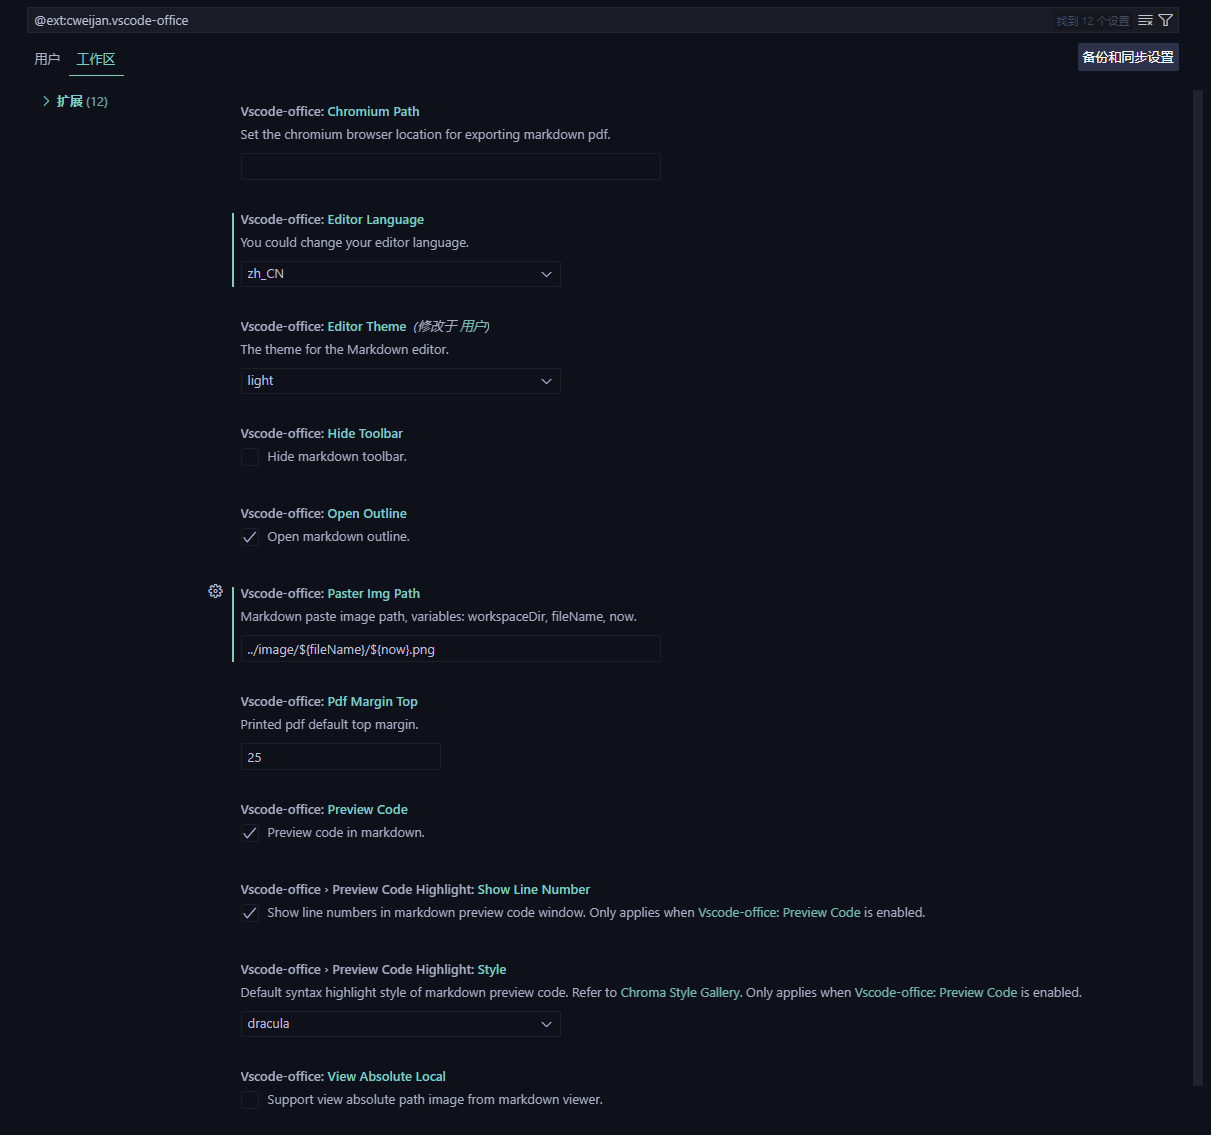 @ext:cweijan.vscode-office
找到 12 个设置
用户 工作区
备份和同步设置
扩展 (12)
Vscode-office: Chromium Path
Set the chromium browser location for exporting markdown pdf.
Vscode-office: Editor Language
You could change your editor language.
zh_CN
Vscode-office: Editor Theme (修改于 用户)
The theme for the Markdown editor.
light
Vscode-office: Hide Toolbar
Hide markdown toolbar.
Vscode-office: Open Outline
Open markdown outline.
Vscode-office: Paster Img Path
Markdown paste image path, variables: workspaceDir, fileName, now.
../image/${fileName}/${now}.png
Vscode-office: Pdf Margin Top
Printed pdf default top margin.
25
Vscode-office: Preview Code
Preview code in markdown.
Vscode-office › Preview Code Highlight: Show Line Number
Show line numbers in markdown preview code window. Only applies when Vscode-office: Preview Code is enabled.
Vscode-office › Preview Code Highlight: Style
Default syntax highlight style of markdown preview code. Refer to Chroma Style Gallery. Only applies when Vscode-office: Preview Code is enabled.
dracula
Vscode-office: View Absolute Local
Support view absolute path image from markdown viewer.